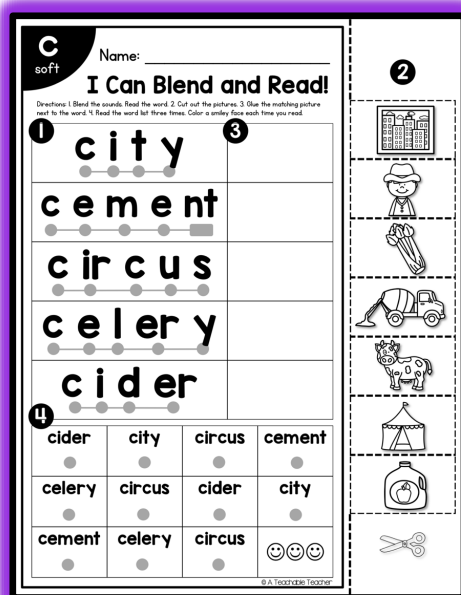 c
soft
Name:
I Can Blend and Read!
Directions: 1. Blend the sounds. Read the word. 2. Cut out the pictures. 3. Glue the matching picture
next to the word. 4. Read the word list three times. Color a smiley face each time you read.
1
city
cement
circus
celery
cider
3
2
4
cider city circus cement
celery circus cider city
cement celery circus
© A Teachable Teacher